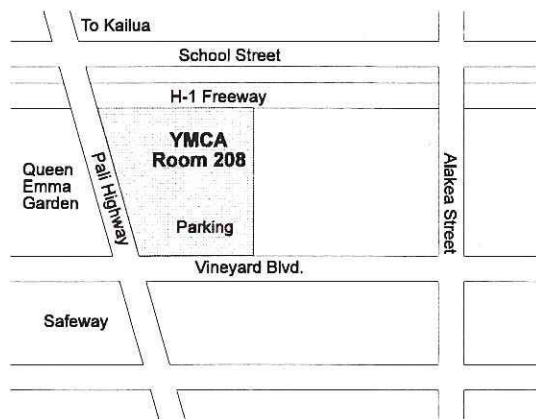 To Kailua
School Street
H-1 Freeway
YMCA
Room 208
Queen
Emma
Garden
Pali Highway
Alakea Street
Parking
Vineyard Blvd.
Safeway